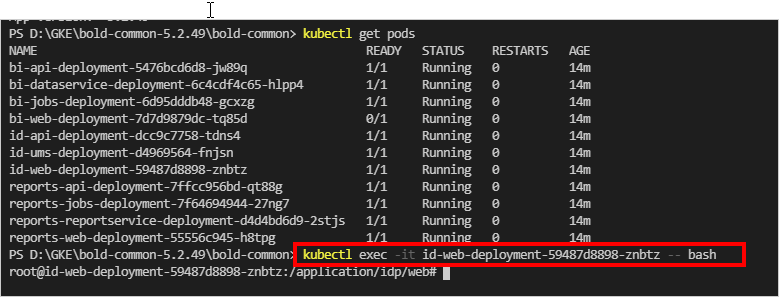 PS D:\GKE\bold-common-5.2.49\bold-common> kubectl get pods
NAME READY STATUS RESTARTS AGE
bi-api-deployment-5476bcd6d8-jw89q 1/1 Running 0 14m
bi-dataservice-deployment-6c4cdf4c65-hlpp4 1/1 Running 0 14m
bi-jobs-deployment-6d95dddb48-gcxzg 1/1 Running 0 14m
bi-web-deployment-7d7d9879dc-tq85d 0/1 Running 0 14m
id-api-deployment-dcc9c7758-tdns4 1/1 Running 0 14m
id-ums-deployment-d4969564-fnjsn 1/1 Running 0 14m
id-web-deployment-59487d8898-znbtz 1/1 Running 0 14m
reports-api-deployment-7ffcc956bd-qt88g 1/1 Running 0 14m
reports-jobs-deployment-7f64694944-27ng7 1/1 Running 0 14m
reports-reportservice-deployment-d4d4bd6d9-2stjs 1/1 Running 0 14m
reports-web-deployment-55556c945-h8tpg 1/1 Running 0 14m
PS D:\GKE\bold-common-5.2.49\bold-common> kubectl exec -it id-web-deployment-59487d8898-znbtz -- bash
root@id-web-deployment-59487d8898-znbtz:/application/idp/web#